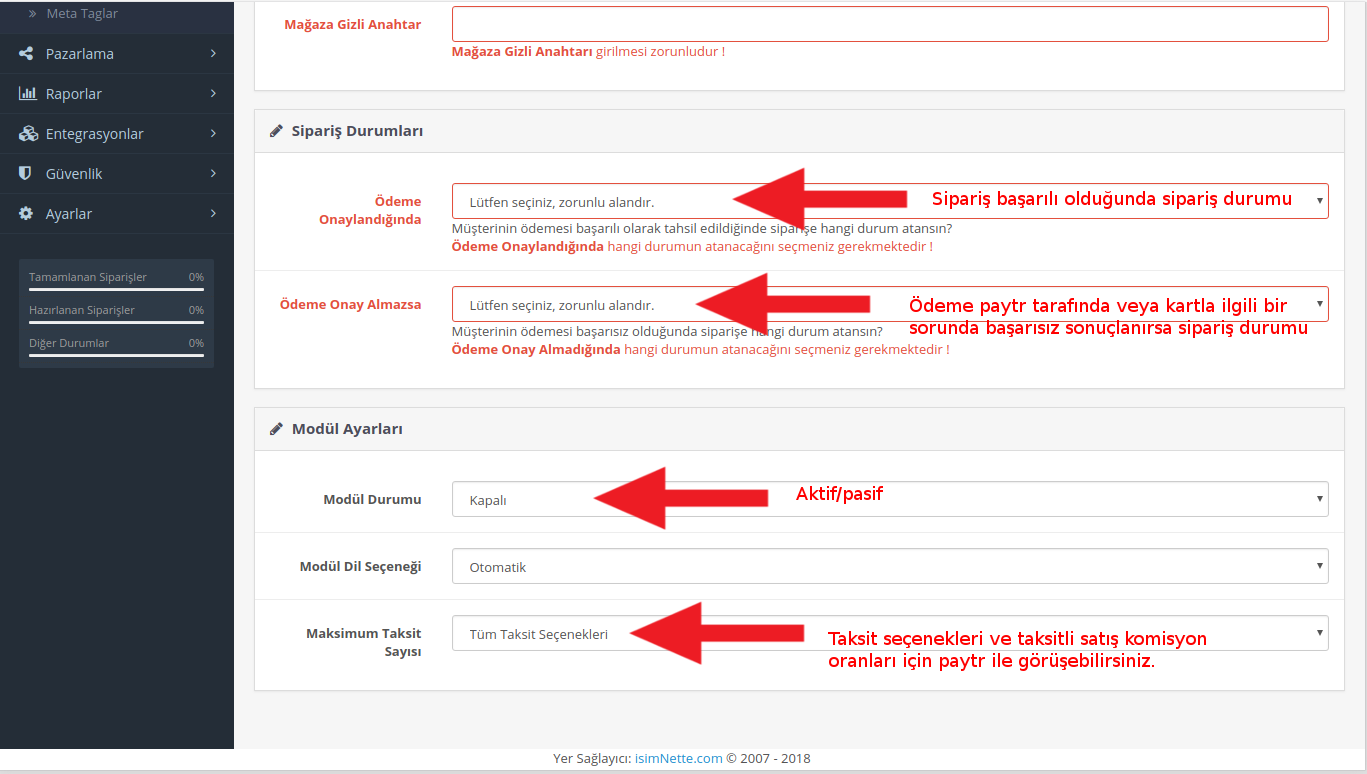 » Meta Taglar
Pazarlama
Raporlar
Entegrasyonlar
Güvenlik
Ayarlar
Tamamlanan Siparişler 0%
Hazırlanan Siparişler 0%
Diğer Durumlar 0%
Mağaza Gizli Anahtar
Mağaza Gizli Anahtarı girilmesi zorunludur !
Sipariş Durumları
Ödeme
Onaylandığında
Lütfen seçiniz, zorunlu alandır.
Sipariş başarılı olduğunda sipariş durumu
Müşterinin ödemesi başarılı olarak tahsil edildiğinde siparişe hangi durum atansın?
Ödeme Onaylandığında hangi durumun atanacağını seçmeniz gerekmektedir !
Ödeme Onay Almazsa
Lütfen seçiniz, zorunlu alandır.
Ödeme paytr tarafında veya kartla ilgili bir
sorunda başarısız sonuçlanırsa sipariş durumu
Müşterinin ödemesi başarısız olduğunda siparişe hangi durum atansın?
Ödeme Onay Almadığında hangi durumun atanacağını seçmeniz gerekmektedir !
Modül Ayarları
Modül Durumu
Kapalı
Aktif/pasif
Modül Dil Seçeneği
Otomatik
Maksimum Taksit
Sayısı
Tüm Taksit Seçenekleri
Taksit seçenekleri ve taksitli satış komisyon
oranları için paytr ile görüşebilirsiniz.
Yer Sağlayıcı: isimNette.com © 2007 - 2018